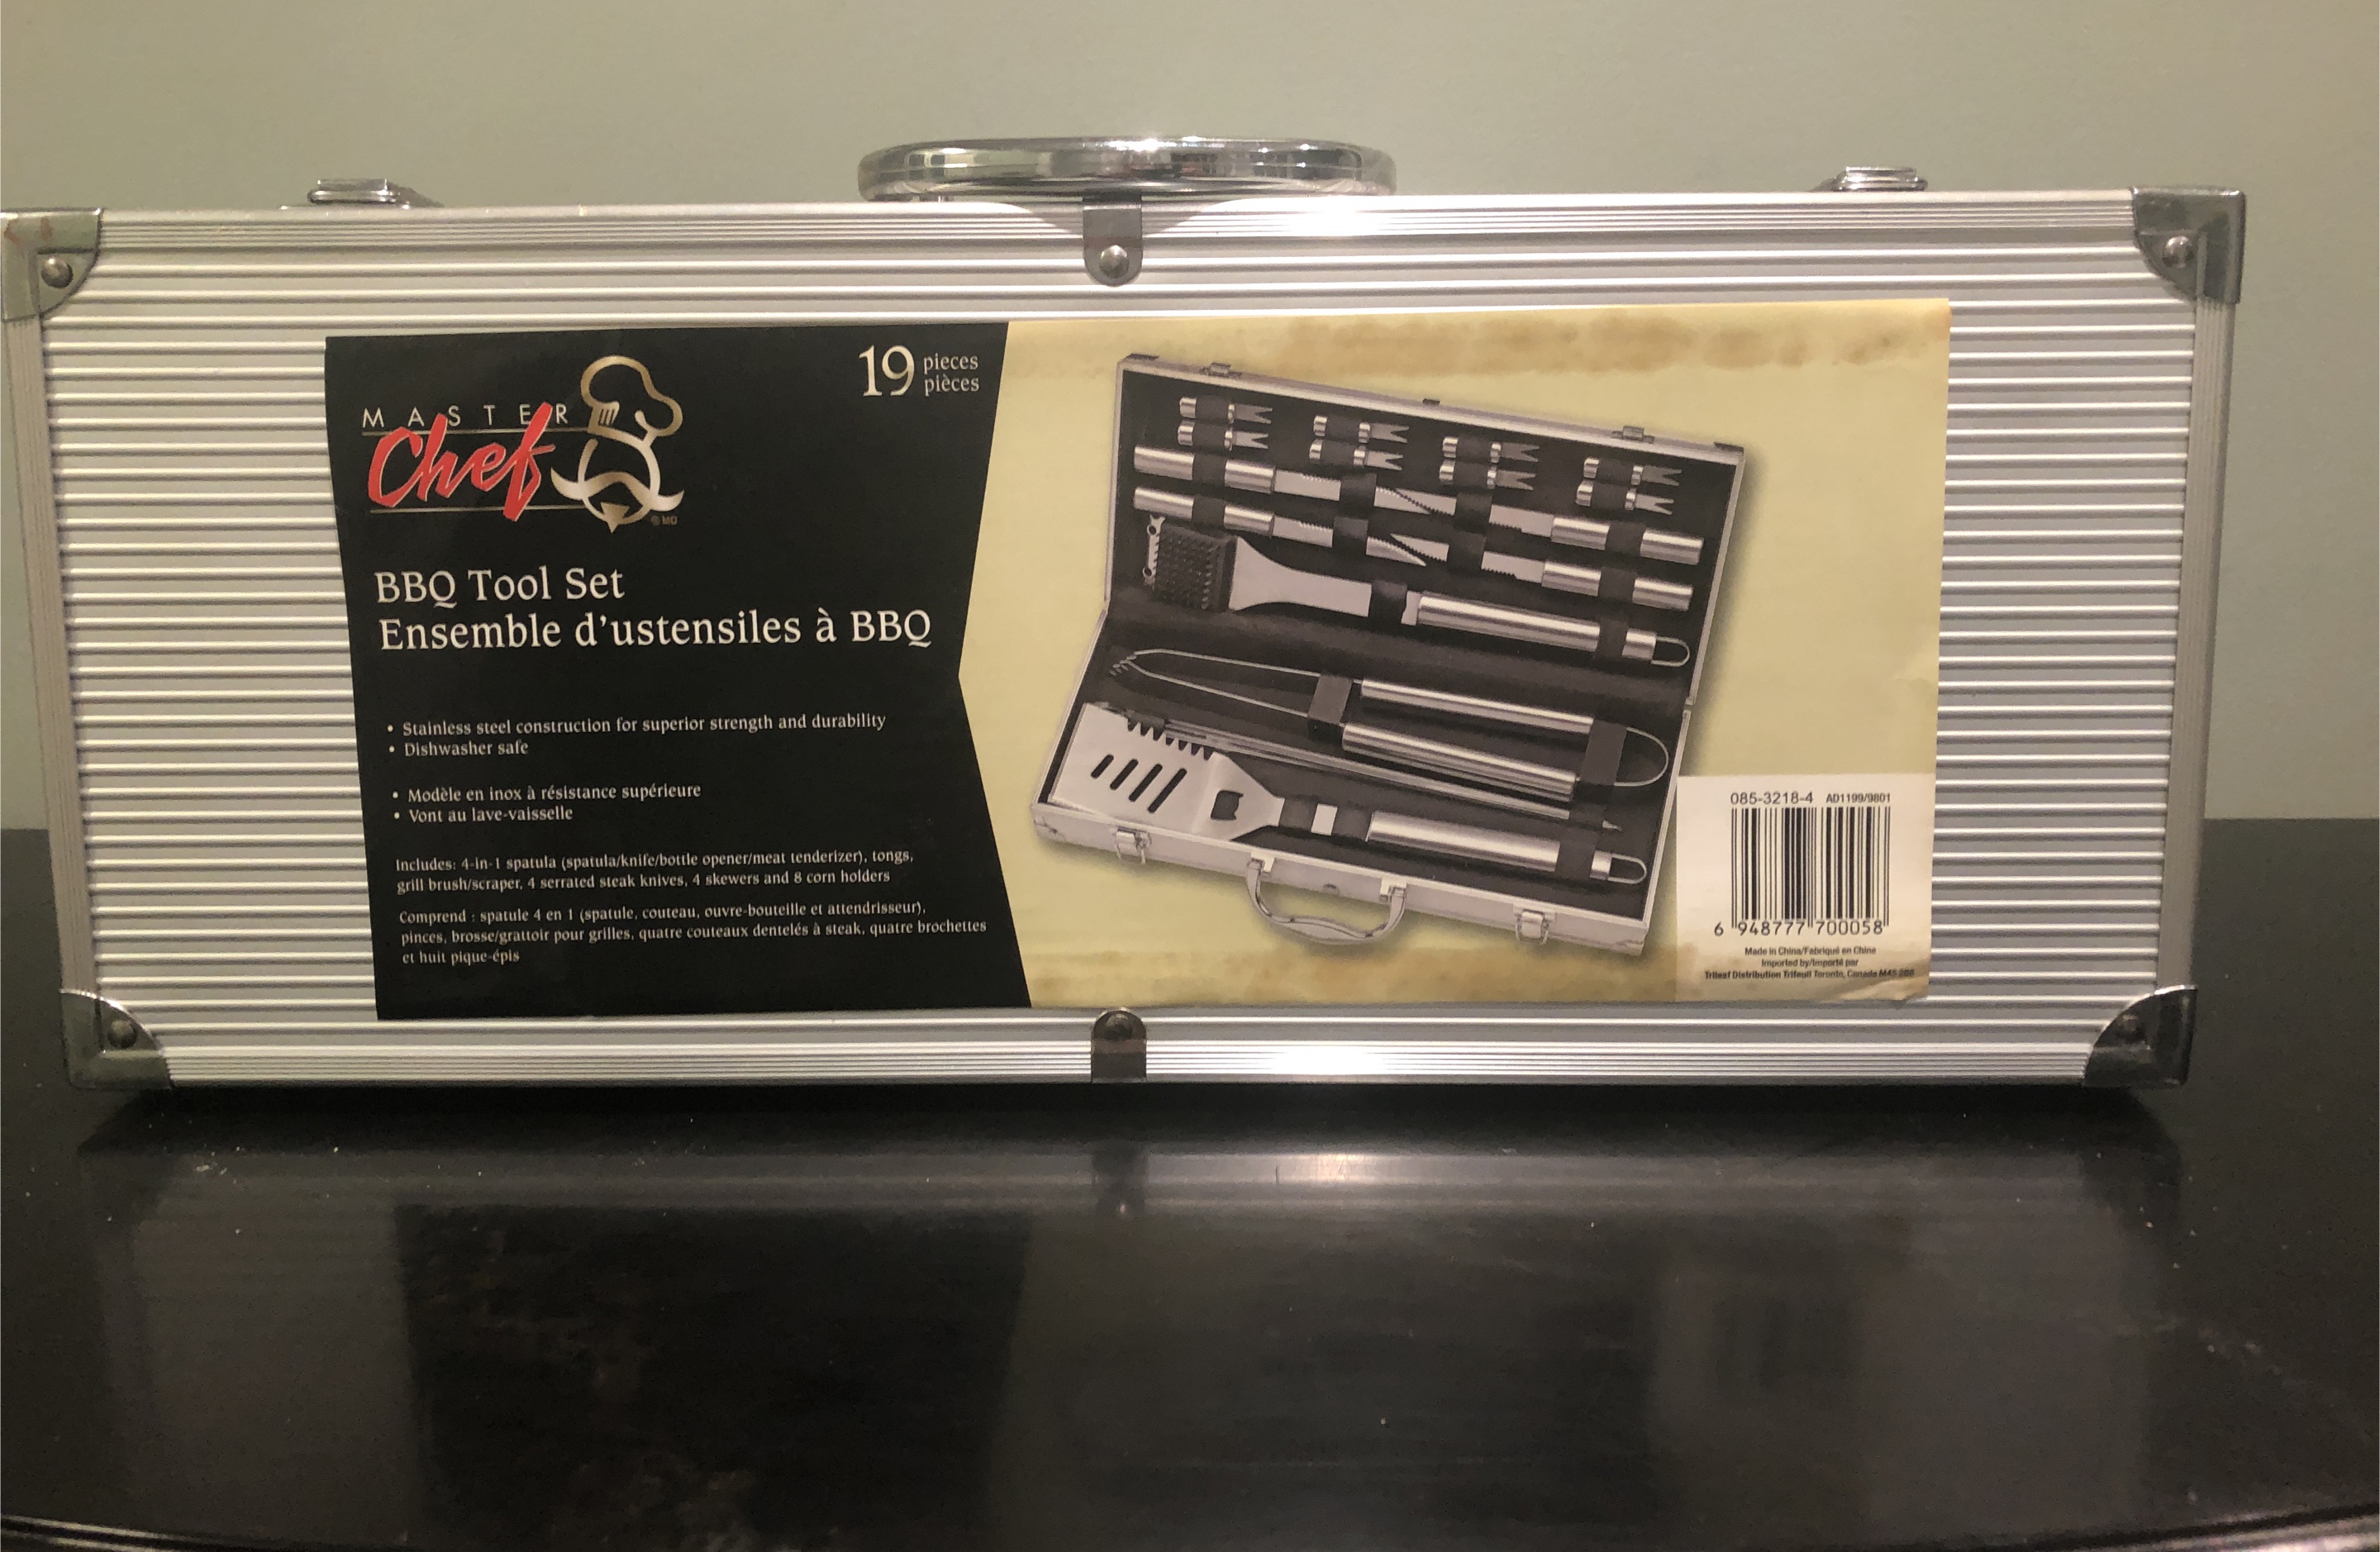 MASTER
Chef
® MD
19 pieces
pièces
BBQ Tool Set
Ensemble d'ustensiles à BBQ
• Stainless steel construction for superior strength and durability
• Dishwasher safe
• Modèle en inox à résistance supérieure
• Vont au lave-vaisselle
Includes: 4-in-1 spatula (spatula/knife/bottle opener/meat tenderizer), tongs,
grill brush/scraper, 4 serrated steak knives, 4 skewers and 8 corn holders
Comprend : spatule 4 en 1 (spatule, couteau, ouvre-bouteille et attendrisseur),
pinces, brosse/grattoir pour grilles, quatre couteaux dentelés à steak, quatre brochettes
et huit pique-épis
085-3218-4 AD1199/9801
6 948777 700058
Made in China/Fabriqué en Chine
Imported by/Importé par
Trileaf Distribution Trifeuil Toronto, Canada